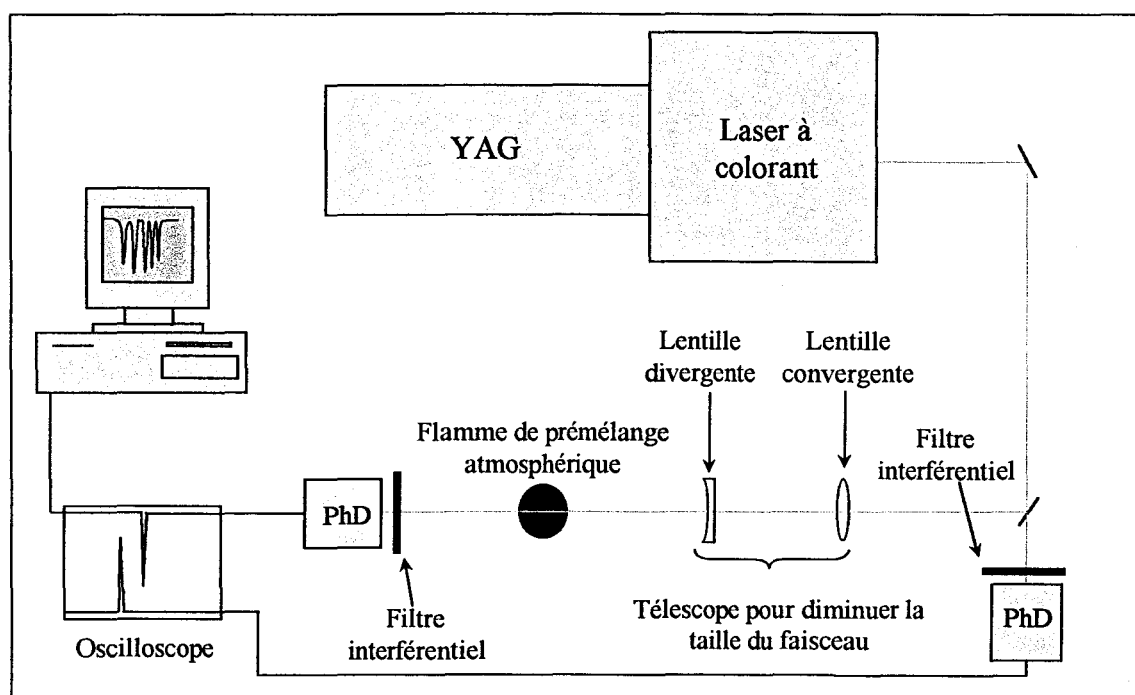 YAG
Laser à
colorant
Lentille
divergente
Lentille
convergente
Flamme de prémélange
atmosphérique
Filtre
interférentiel
PhD
Filtre
interférentiel
Télescope pour diminuer la
taille du faisceau
PhD
Oscilloscope